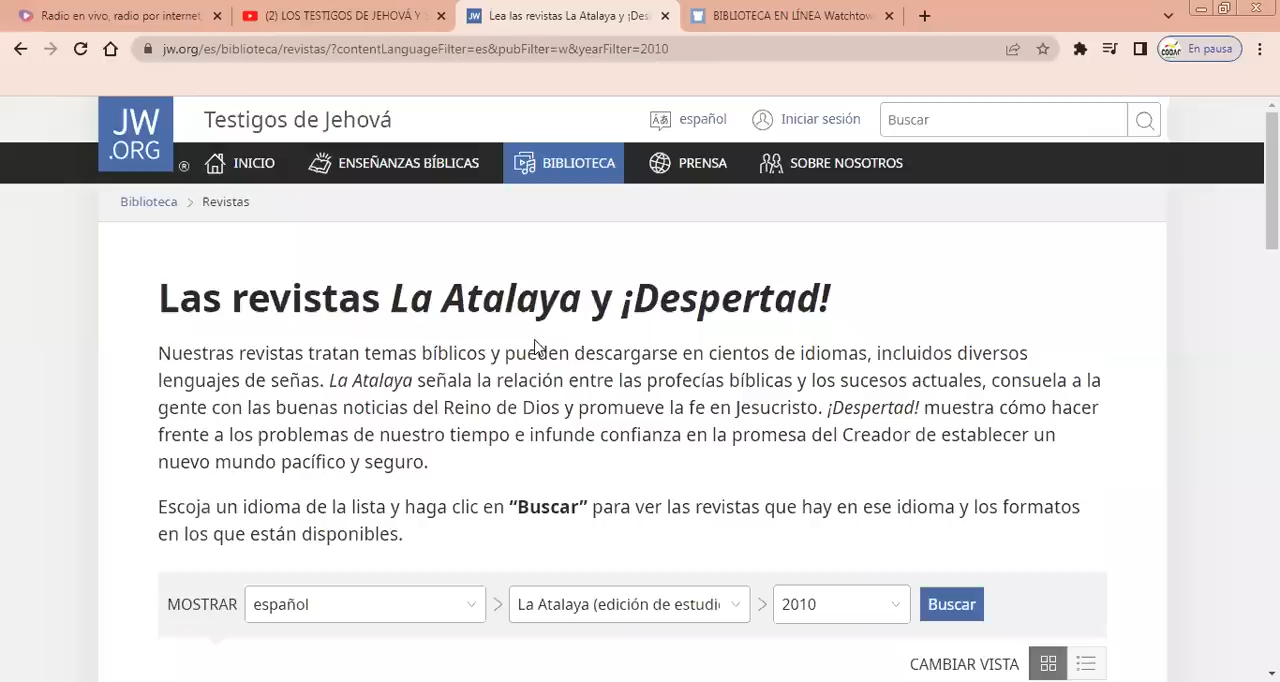 Radio en vivo, radio por internet,
(2) LOS TESTIGOS DE JEHOVÁ Y
Lea las revistas La Atalaya y ¡Des
BIBLIOTECA EN LÍNEA Watchtow
jw.org/es/biblioteca/revistas/?contentLanguageFilter=es&pubFilter=w&yearFilter=2010
En pausa
JW
.ORG
®
Testigos de Jehová
español
Iniciar sesión
Buscar
INICIO
ENSEÑANZAS BÍBLICAS
BIBLIOTECA
PRENSA
SOBRE NOSOTROS
Biblioteca > Revistas
Las revistas La Atalaya y ¡Despertad!
Nuestras revistas tratan temas bíblicos y pueden descargarse en cientos de idiomas, incluidos diversos
lenguajes de señas. La Atalaya señala la relación entre las profecías bíblicas y los sucesos actuales, consuela a la
gente con las buenas noticias del Reino de Dios y promueve la fe en Jesucristo. ¡Despertad! muestra cómo hacer
frente a los problemas de nuestro tiempo e infunde confianza en la promesa del Creador de establecer un
nuevo mundo pacífico y seguro.
Escoja un idioma de la lista y haga clic en “Buscar” para ver las revistas que hay en ese idioma y los formatos
en los que están disponibles.
MOSTRAR español > La Atalaya (edición de estudi > 2010 Buscar
CAMBIAR VISTA